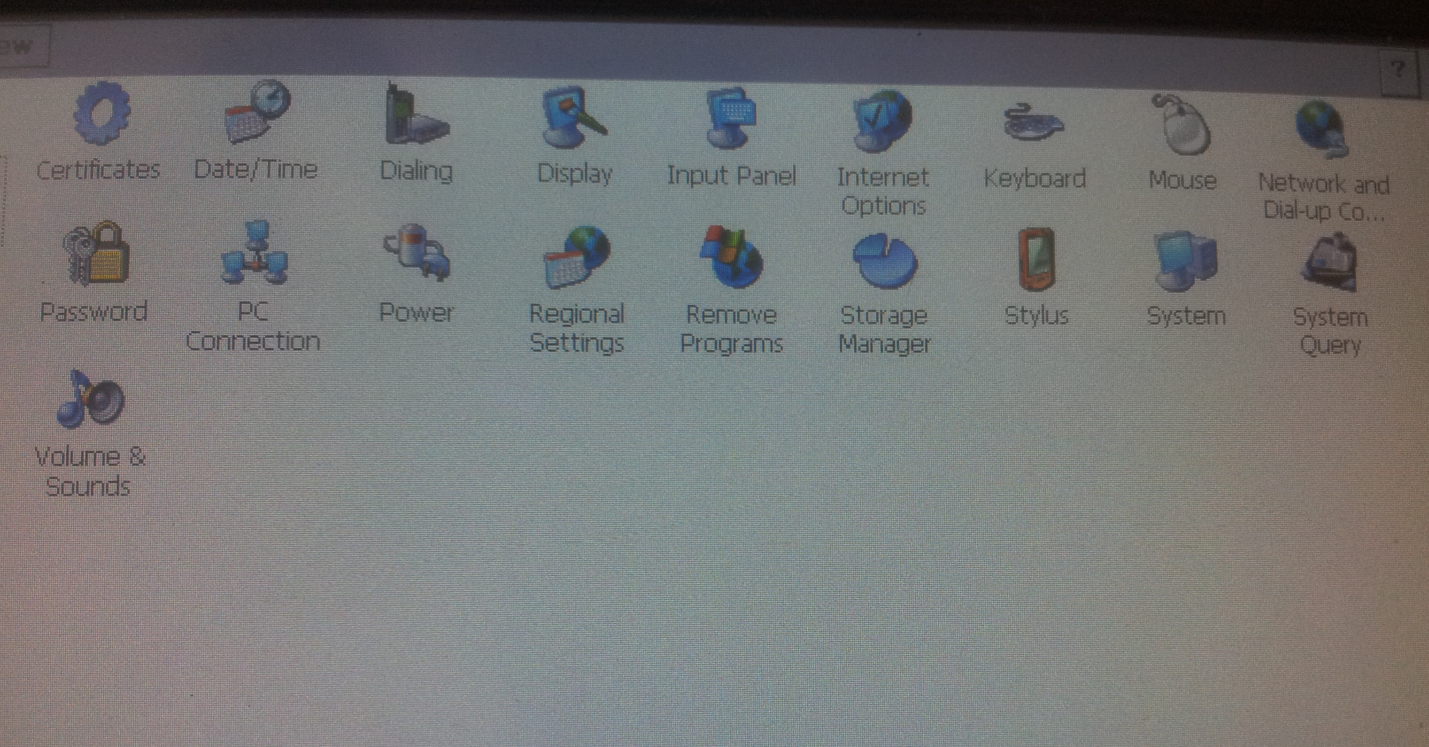 ew
?
Certificates
Date/Time
Dialing
Display
Input Panel
Internet
Options
Keyboard
Mouse
Network and
Dial-up Co...
Password
PC
Connection
Power
Regional
Settings
Remove
Programs
Storage
Manager
Stylus
System
System
Query
Volume &
Sounds